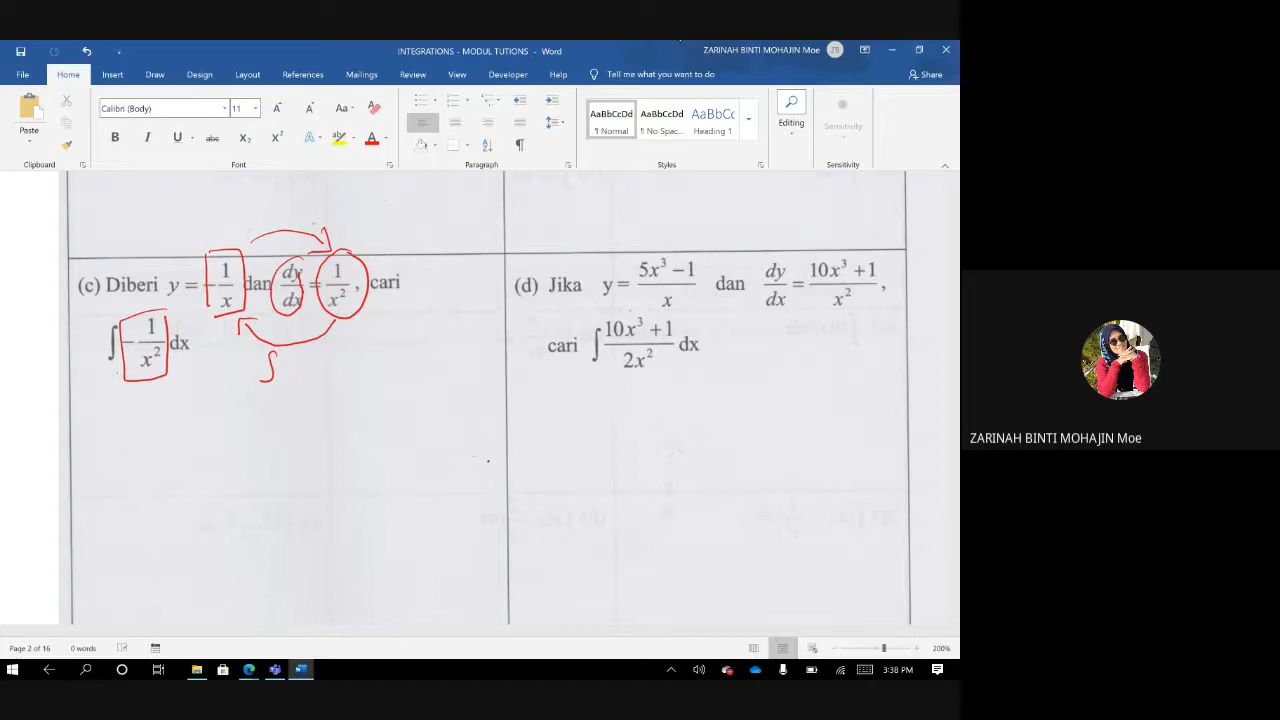 INTEGRATIONS - MODUL TUTIONS - Word
ZARINAH BINTI MOHAJIN Moe
ZB
File Home Insert Draw Design Layout References Mailings Review View Developer Help Tell me what you want to do Share
Paste
Clipboard
Calibri (Body) 11
Font
Paragraph
AaBbCcDd AaBbCcDd AaBbCc
¶ Normal ¶ No Spac... Heading 1
Styles
Editing
Sensitivity
Sensitivity
(c) Diberi y = -1/x dan dy/dx = 1/x², cari
∫ -1/x² dx
∫
(d) Jika y = (5x³ - 1)/x dan dy/dx = (10x³ + 1)/x²,
cari ∫ (10x³ + 1)/(2x²) dx
ZARINAH BINTI MOHAJIN Moe
Page 2 of 16 0 words 200%
3:38 PM